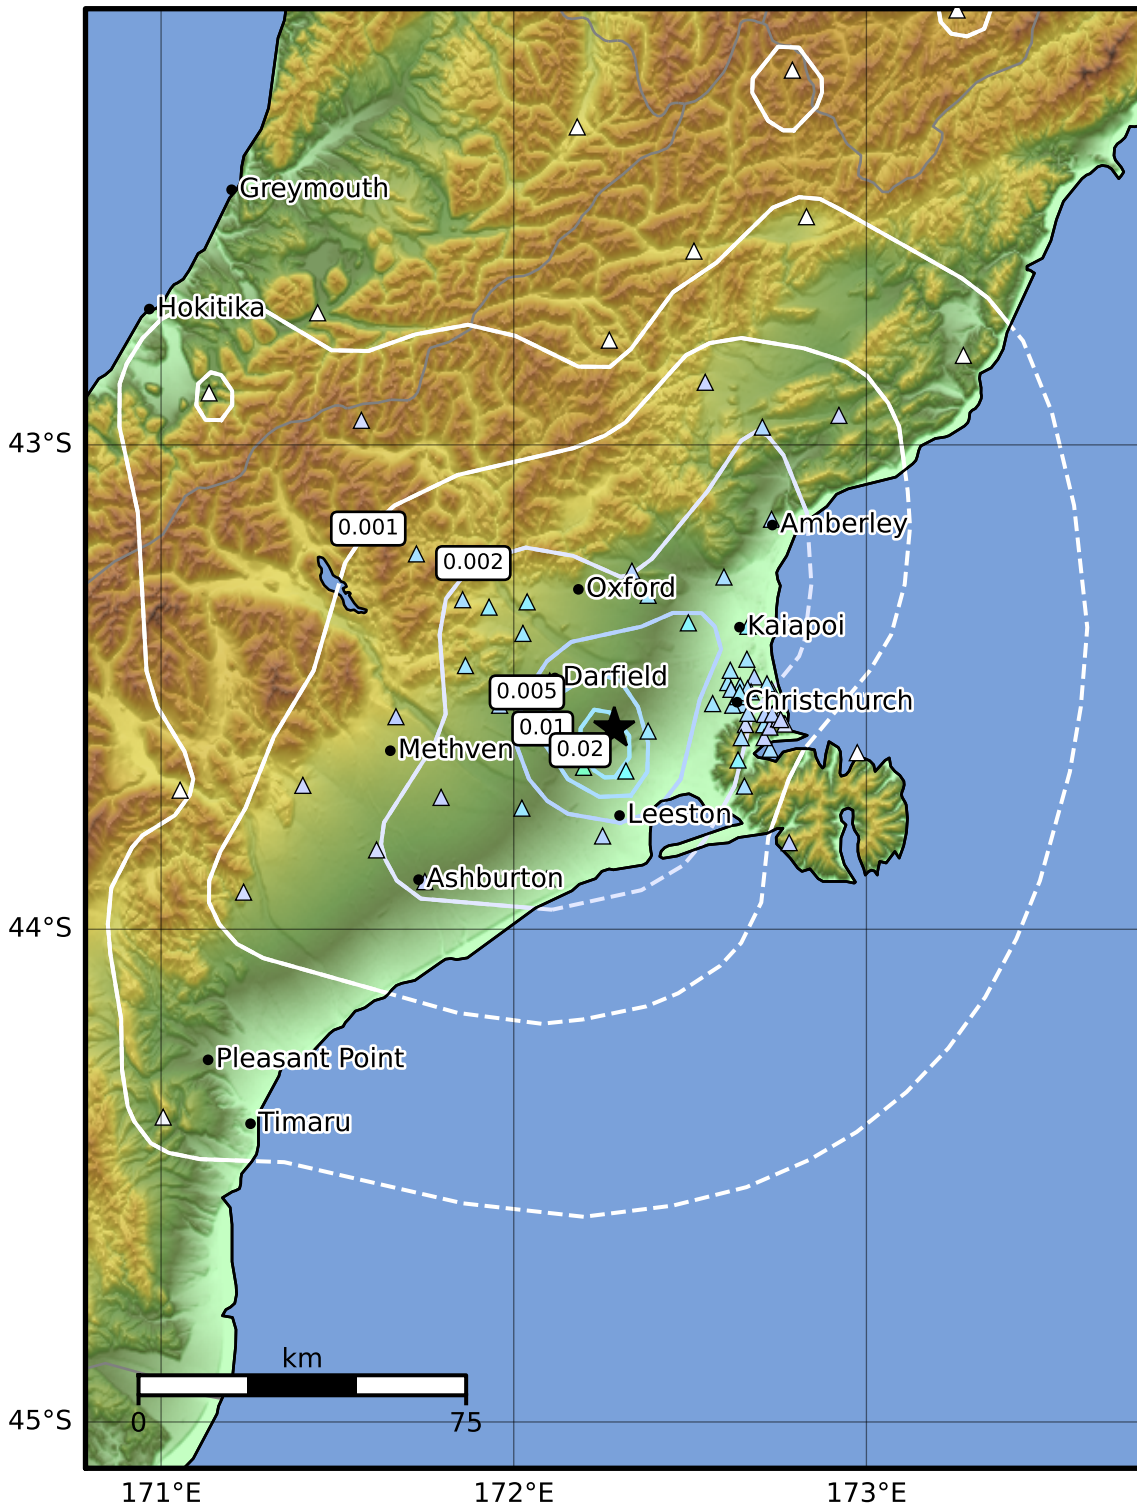 Greymouth
Hokitika
43°S
0.001
Amberley
0.002
Oxford
Kaiapoi
Darfield
0.005
Christchurch
0.01
0.02
Methven
Leeston
Ashburton
44°S
Pleasant Point
Timaru
km
0 75
45°S
171°E 172°E 173°E